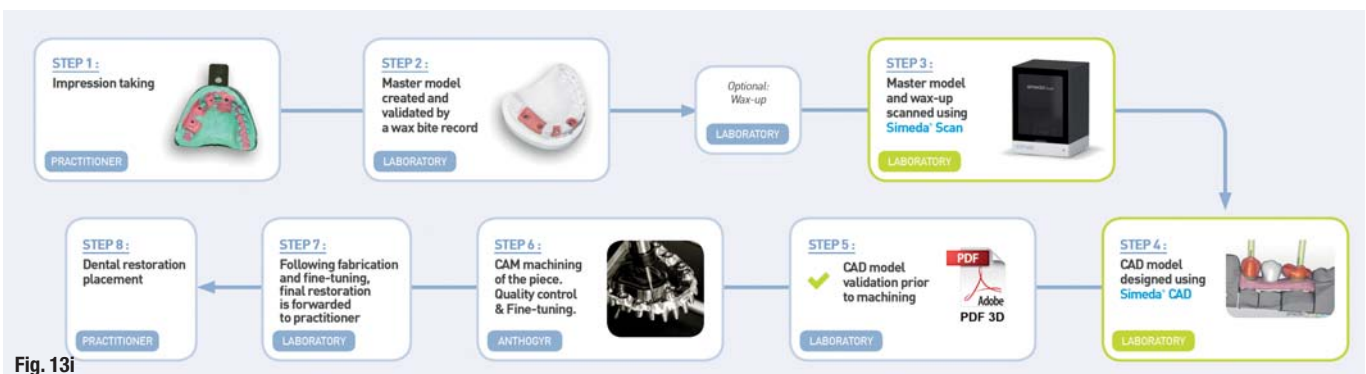 STEP 1 :
Impression taking
PRACTITIONER
STEP 2 :
Master model
created and
validated by
a wax bite record
LABORATORY
Optional:
Wax-up
LABORATORY
STEP 3 :
Master model
and wax-up
scanned using
Simeda® Scan
LABORATORY
STEP 4 :
CAD model
designed using
Simeda® CAD
LABORATORY
STEP 5 :
CAD model
validation prior
to machining
PDF
Adobe
PDF 3D
LABORATORY
STEP 6 :
CAM machining
of the piece.
Quality control
& Fine-tuning.
ANTHOGYR
STEP 7 :
Following fabrication
and fine-tuning,
final restoration
is forwarded
to practitioner
LABORATORY
STEP 8 :
Dental restoration
placement
PRACTITIONER
Fig. 13i